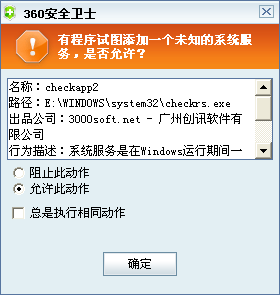 360安全卫士
有程序试图添加一个未知的系统服
务，是否允许？
名称：checkapp2
路径：E:\WINDOWS\system32\checkrs.exe
出品公司：3000soft.net - 广州创讯软件有
限公司
行为描述：系统服务是在Windows运行期间一
阻止此动作
允许此动作
总是执行相同动作
确定